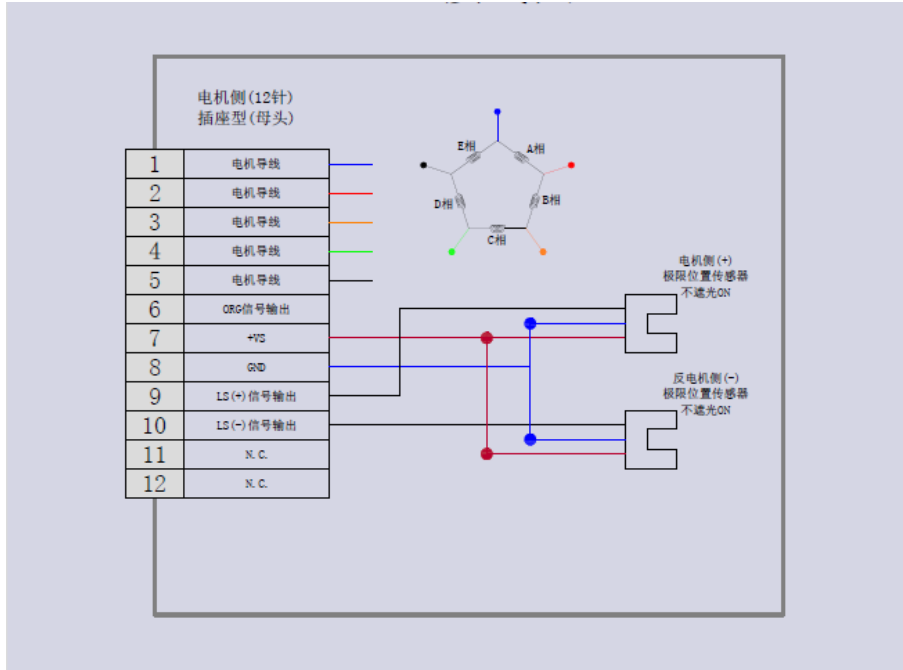 电机侧(12针)
插座型(母头)
1 电机导线
2 电机导线
3 电机导线
4 电机导线
5 电机导线
6 ORG信号输出
7 +VS
8 GND
9 LS(+)信号输出
10 LS(-)信号输出
11 N.C.
12 N.C.
E相
A相
D相
B相
C相
电机侧(+)
极限位置传感器
不遮光ON
反电机侧(-)
极限位置传感器
不遮光ON